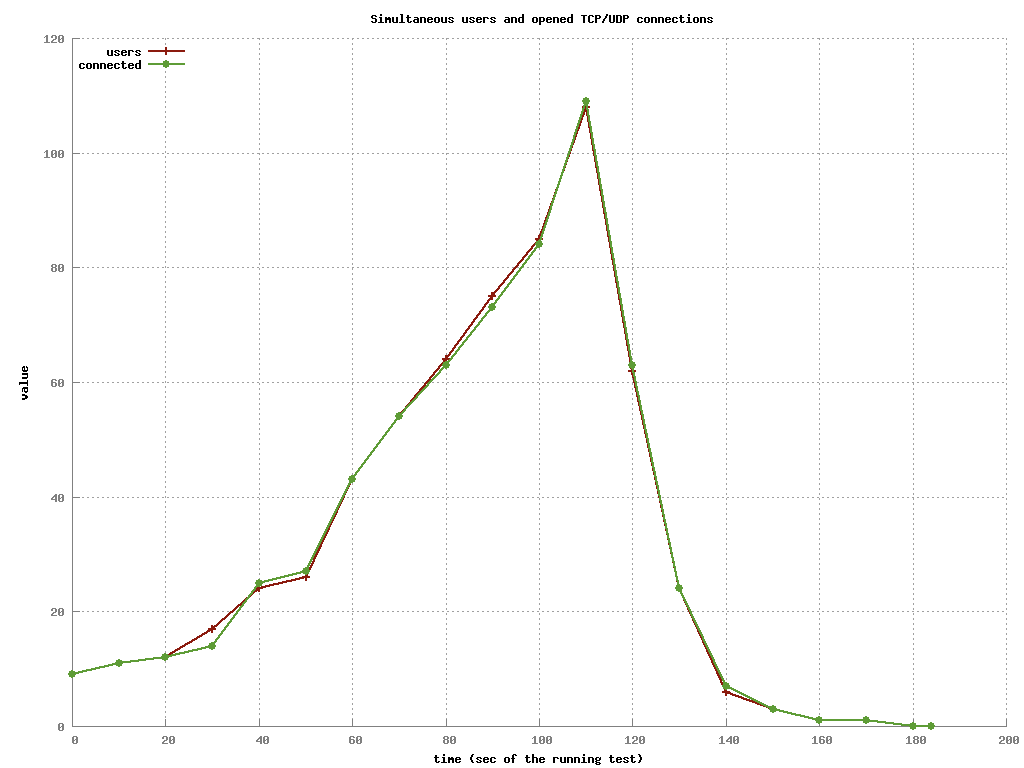 Simultaneous users and opened TCP/UDP connections
120
users
connected
100
80
60
40
20
0
value
0 20 40 60 80 100 120 140 160 180 200
time (sec of the running test)